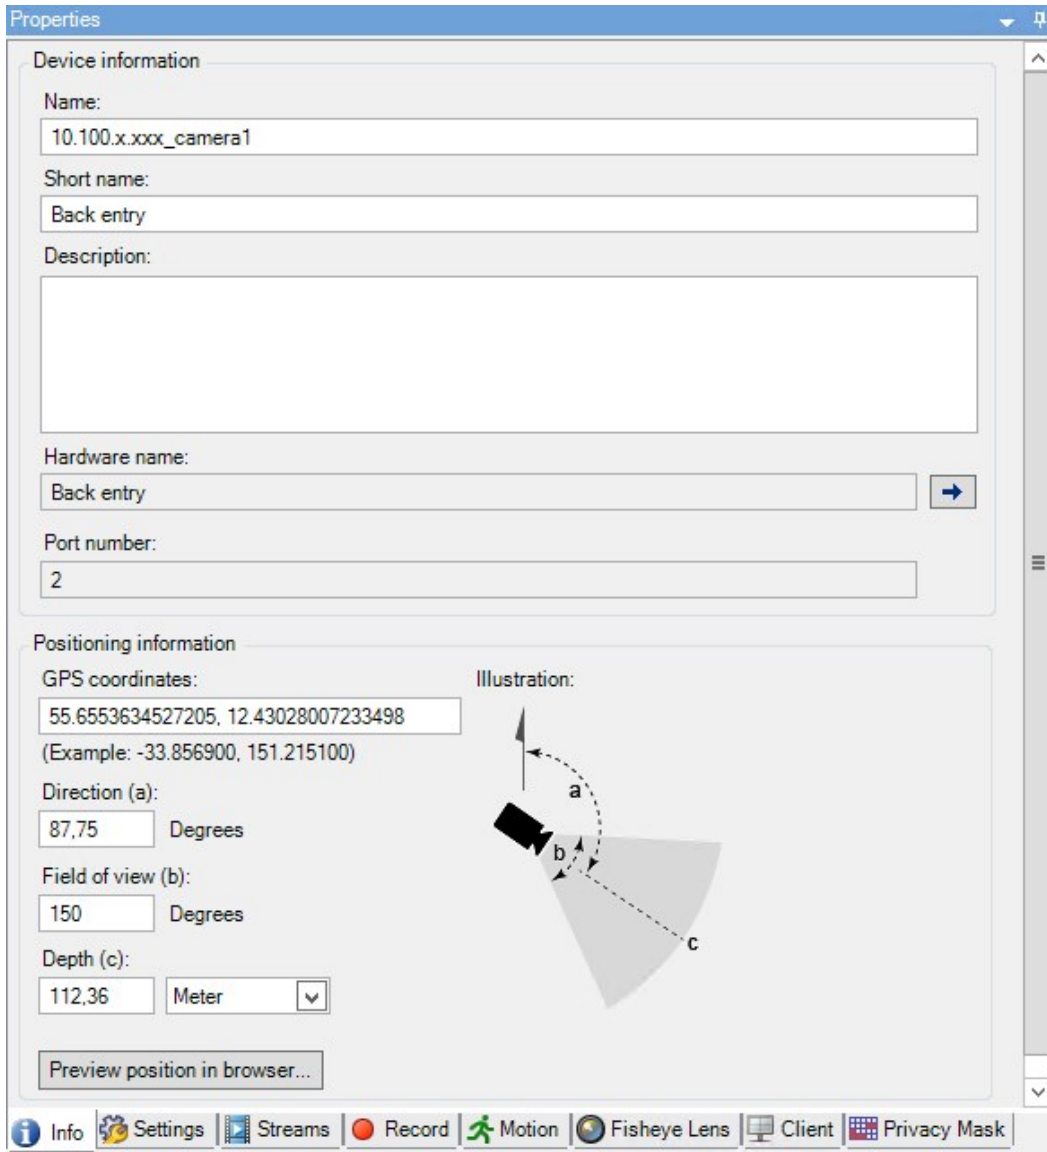 Properties
Device information
Name:
10.100.x.xxx_camera1
Short name:
Back entry
Description:
Hardware name:
Back entry
Port number:
2
Positioning information
GPS coordinates:
Illustration:
55.6553634527205, 12.43028007233498
(Example: -33.856900, 151.215100)
Direction (a):
87,75 Degrees
Field of view (b):
150 Degrees
Depth (c):
112,36 Meter
a
b
c
Preview position in browser...
Info Settings Streams Record Motion Fisheye Lens Client Privacy Mask